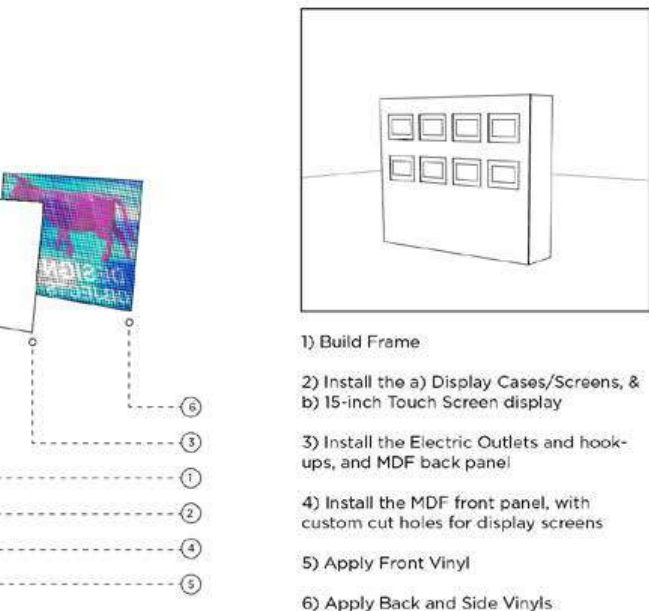 6
3
1
2
4
5
1) Build Frame
2) Install the a) Display Cases/Screens, &
b) 15-inch Touch Screen display
3) Install the Electric Outlets and hook-
ups, and MDF back panel
4) Install the MDF front panel, with
custom cut holes for display screens
5) Apply Front Vinyl
6) Apply Back and Side Vinyls